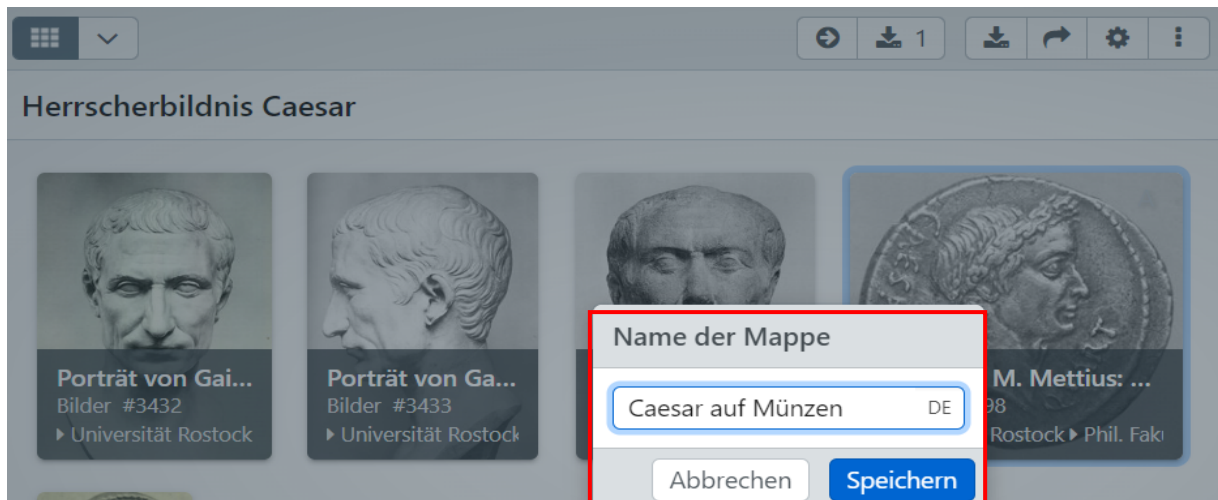 1
Herrscherbildnis Caesar
Porträt von Gai...
Bilder #3432
Universität Rostock
Porträt von Ga...
Bilder #3433
Universität Rostock
Name der Mappe
Caesar auf Münzen DE
Abbrechen Speichern
M. Mettius: ...
98
Rostock Phil. Faku